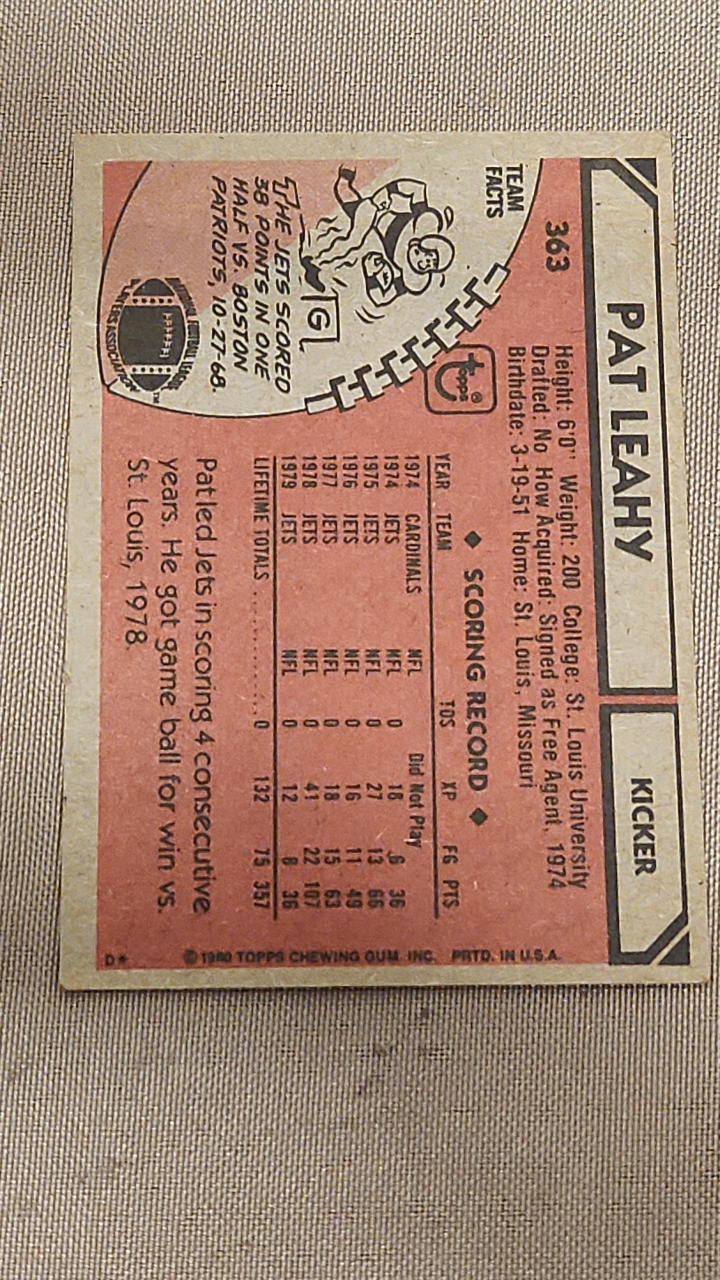 PAT LEAHY
KICKER
363
Height: 6'0" Weight: 200 College: St. Louis University
Drafted: No How Acquired: Signed as Free Agent, 1974
Birthdate: 3-19-51 Home: St. Louis, Missouri
TEAM
FACTS
G
THE JETS SCORED
38 POINTS IN ONE
HALF VS. BOSTON
PATRIOTS, 10-27-68.
topps®
NATIONAL FOOTBALL LEAGUE
PLAYERS ASSOCIATION
TM
◆ SCORING RECORD ◆
YEAR TEAM TDS XP FG PTS
1974 CARDINALS NFL Did Not Play
1974 JETS NFL 0 18 6 36
1975 JETS NFL 0 27 13 66
1976 JETS NFL 0 16 11 49
1977 JETS NFL 0 18 15 63
1978 JETS NFL 0 41 22 107
1979 JETS NFL 0 12 8 36
LIFETIME TOTALS .............. 0 132 75 357
Pat led Jets in scoring 4 consecutive
years. He got game ball for win vs.
St. Louis, 1978.
© 1980 TOPPS CHEWING GUM, INC. PRTD. IN U.S.A.
D*